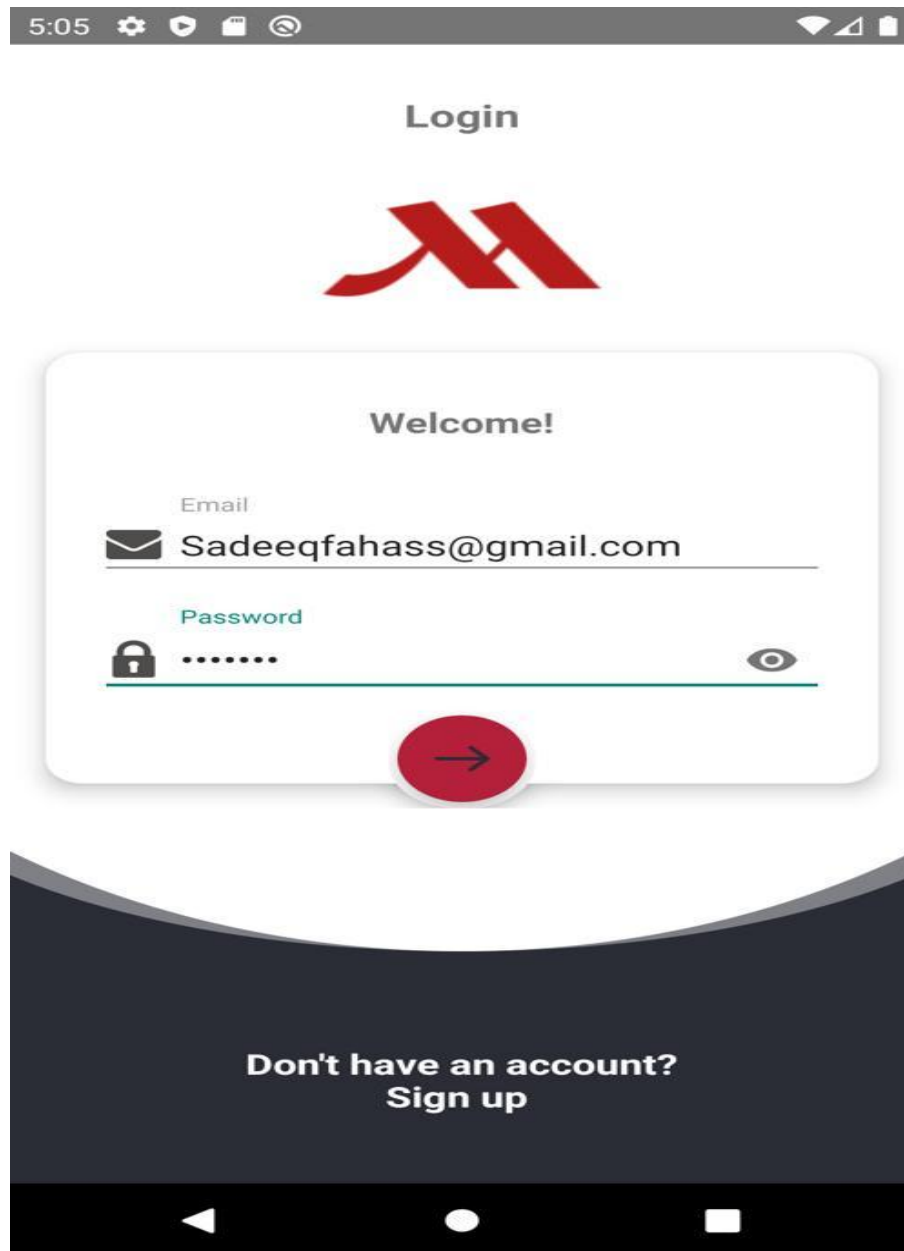 5:05
Login
Welcome!
Email
Sadeeqfahass@gmail.com
Password
•••••••
Don't have an account?
Sign up